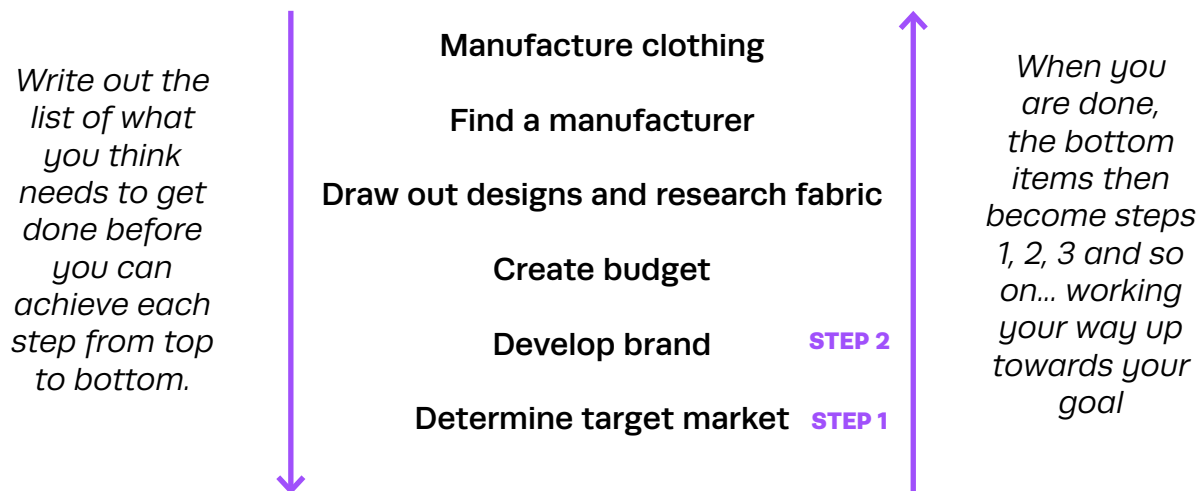 Write out the
list of what
you think
needs to get
done before
you can
achieve each
step from top
to bottom.
Manufacture clothing
Find a manufacturer
Draw out designs and research fabric
Create budget
Develop brand STEP 2
Determine target market STEP 1
When you
are done,
the bottom
items then
become steps
1, 2, 3 and so
on... working
your way up
towards your
goal